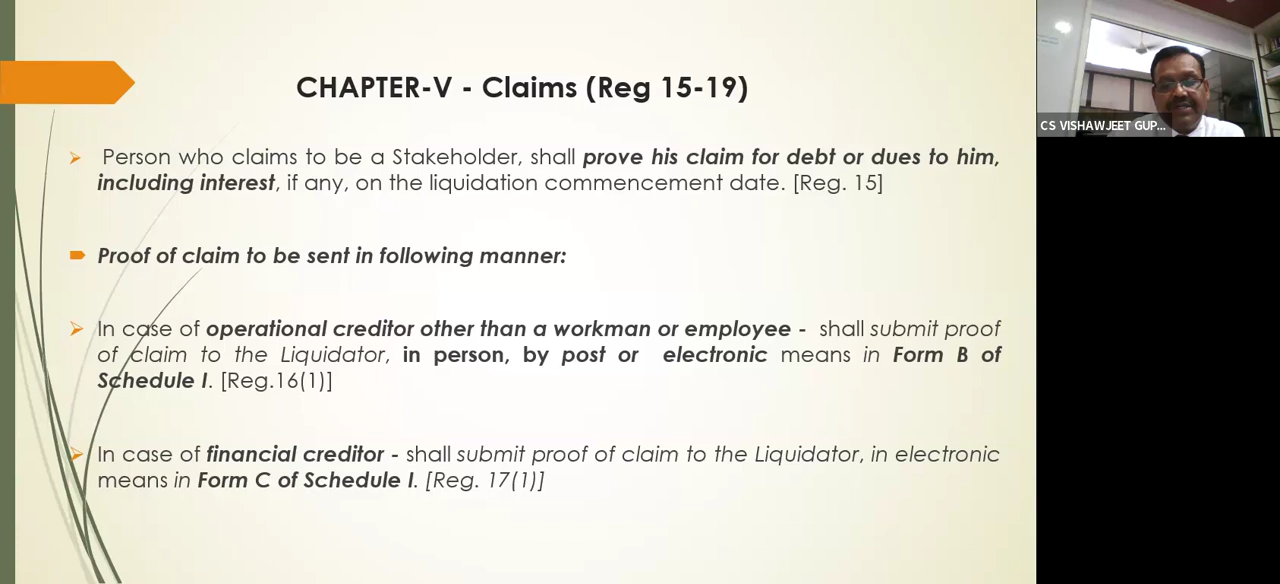 CHAPTER-V - Claims (Reg 15-19)
Person who claims to be a Stakeholder, shall prove his claim for debt or dues to him,
including interest, if any, on the liquidation commencement date. [Reg. 15]
Proof of claim to be sent in following manner:
In case of operational creditor other than a workman or employee - shall submit proof
of claim to the Liquidator, in person, by post or electronic means in Form B of
Schedule I. [Reg.16(1)]
In case of financial creditor - shall submit proof of claim to the Liquidator, in electronic
means in Form C of Schedule I. [Reg. 17(1)]
CS VISHAWJEET GUP...